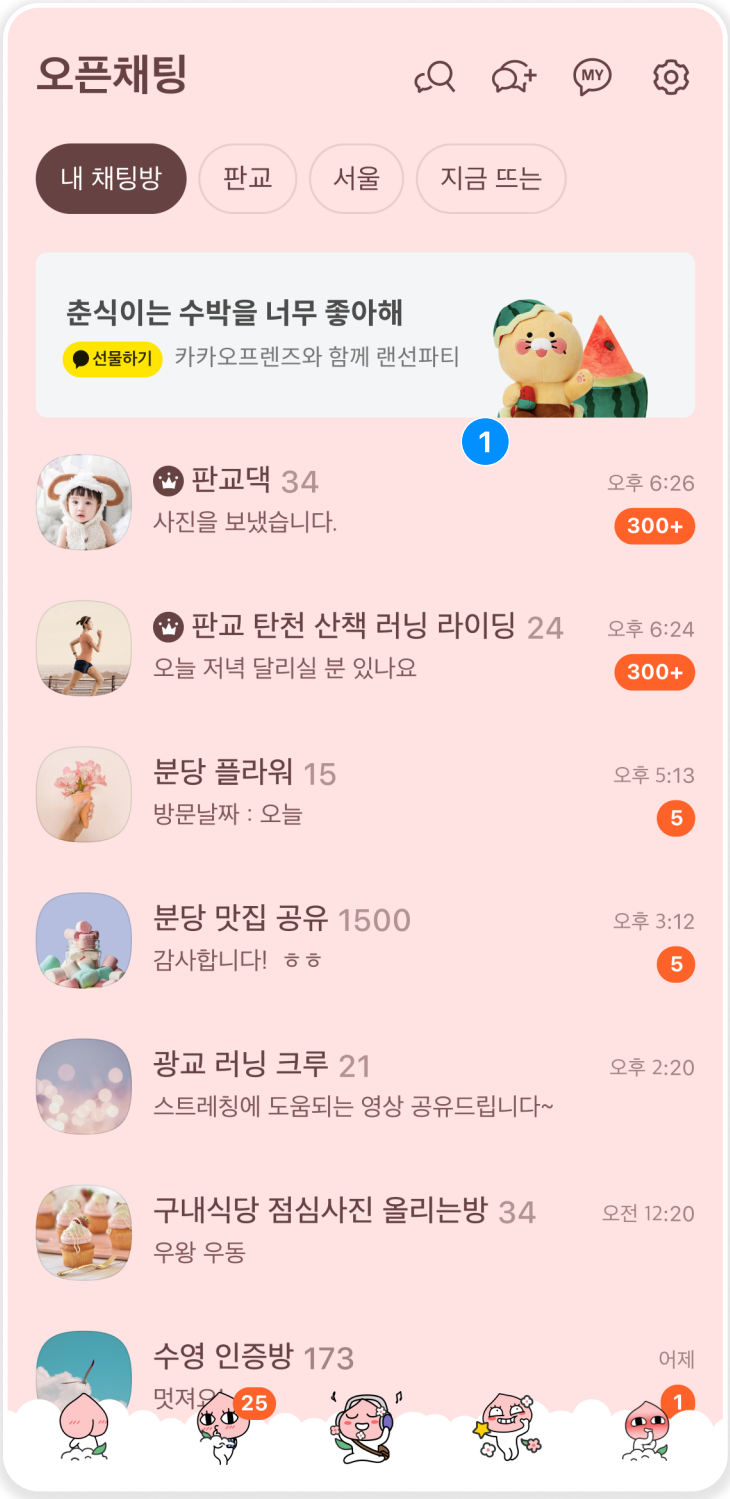 오픈채팅
MY
내 채팅방 판교 서울 지금 뜨는
춘식이는 수박을 너무 좋아해
선물하기 카카오프렌즈와 함께 랜선파티
1
판교댁 34 오후 6:26
사진을 보냈습니다. 300+
판교 탄천 산책 러닝 라이딩 24 오후 6:24
오늘 저녁 달리실 분 있나요 300+
분당 플라워 15 오후 5:13
방문날짜 : 오늘 5
분당 맛집 공유 1500 오후 3:12
감사합니다! ㅎㅎ 5
광교 러닝 크루 21 오후 2:20
스트레칭에 도움되는 영상 공유드립니다~
구내식당 점심사진 올리는방 34 오전 12:20
우왕 우동
수영 인증방 173 어제
멋져요!
25 1